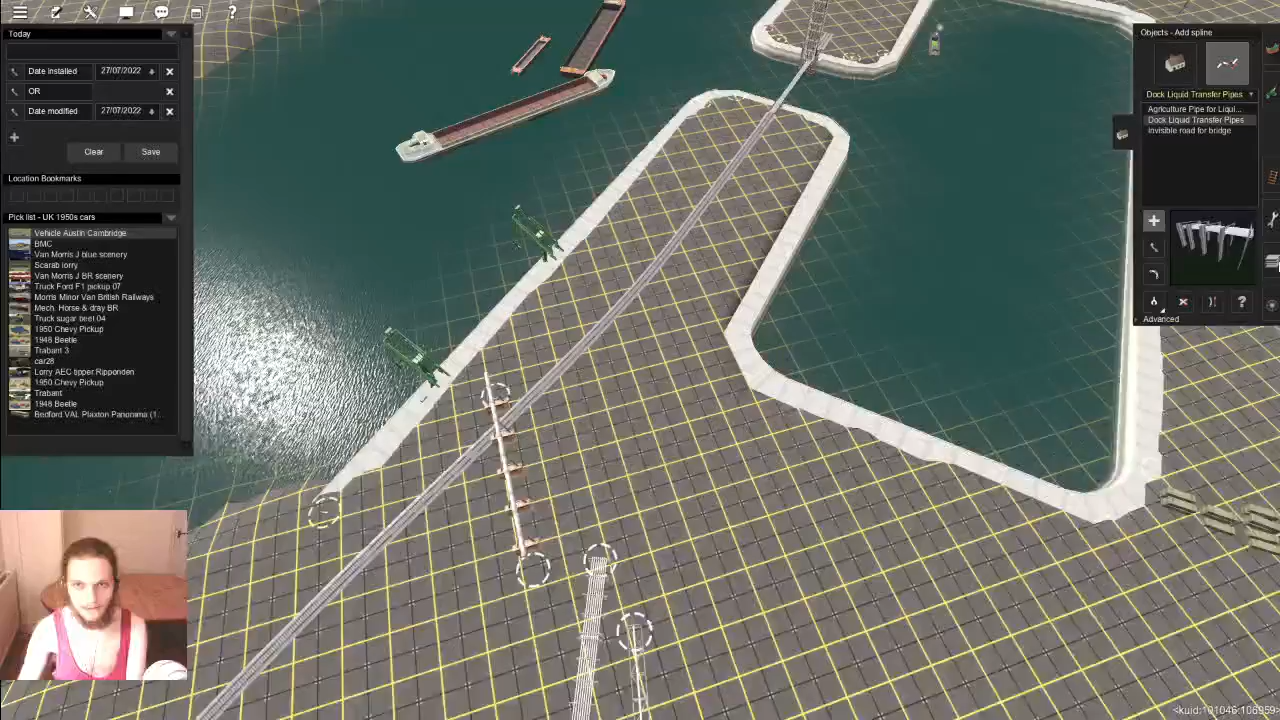 Today
Date installed 27/07/2022
OR
Date modified 27/07/2022
Clear Save
Location Bookmarks
Pick list - UK 1950s cars
Vehicle Austin Cambridge
BMC
Van Morris J blue scenery
Scarab lorry
Van Morris J BR scenery
Truck Ford F1 pickup 07
Morris Minor Van British Railways
Mech. Horse & dray BR
Truck sugar beet 04
1950 Chevy Pickup
1948 Beetle
Trabant 3
car28
Lorry AEC tipper Ripponden
1950 Chevy Pickup
Trabant
1948 Beetle
Bedford VAL Plaxton Panorama (1...
Objects - Add spline
Dock Liquid Transfer Pipes
Agriculture Pipe for Liqui...
Dock Liquid Transfer Pipes
Invisible road for bridge
Advanced
<kuid:101046:106959>